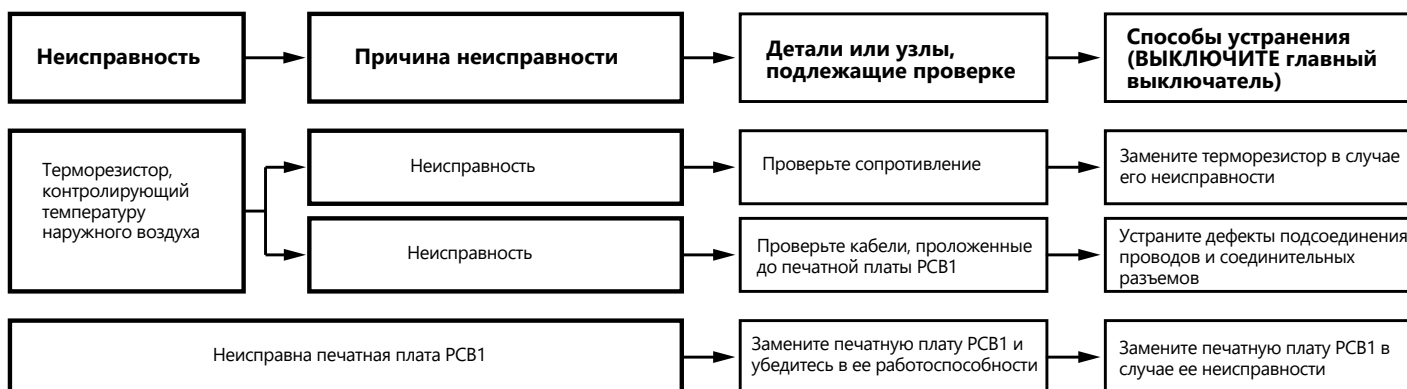 Неисправность
Причина неисправности
Детали или узлы,
подлежащие проверке
Способы устранения
(ВЫКЛЮЧИТЕ главный
выключатель)
Терморезистор,
контролирующий
температуру
наружного воздуха
Неисправность
Проверьте сопротивление
Замените терморезистор в случае
его неисправности
Неисправность
Проверьте кабели, проложенные
до печатной платы PCB1
Устраните дефекты подсоединения
проводов и соединительных
разъемов
Неисправна печатная плата PCB1
Замените печатную плату PCB1 и
убедитесь в ее работоспособности
Замените печатную плату PCB1 в
случае ее неисправности